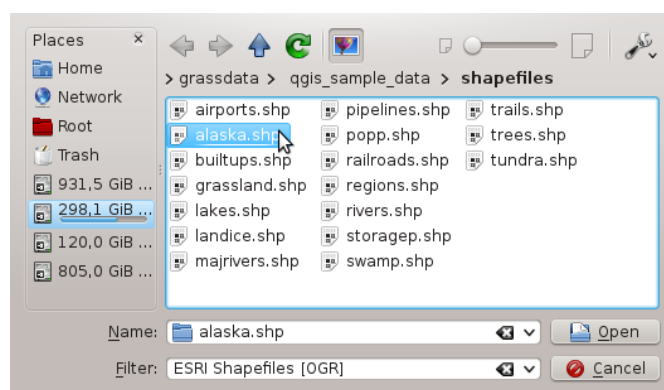 Places
Home
Network
Root
Trash
931,5 GiB ...
298,1 GiB ...
120,0 GiB ...
805,0 GiB ...
> grassdata > qgis_sample_data > shapefiles
airports.shp
alaska.shp
builtups.shp
grassland.shp
lakes.shp
landice.shp
majrivers.shp
pipelines.shp
popp.shp
railroads.shp
regions.shp
rivers.shp
storagep.shp
swamp.shp
trails.shp
trees.shp
tundra.shp
Name: alaska.shp Open
Filter: ESRI Shapefiles [OGR] Cancel